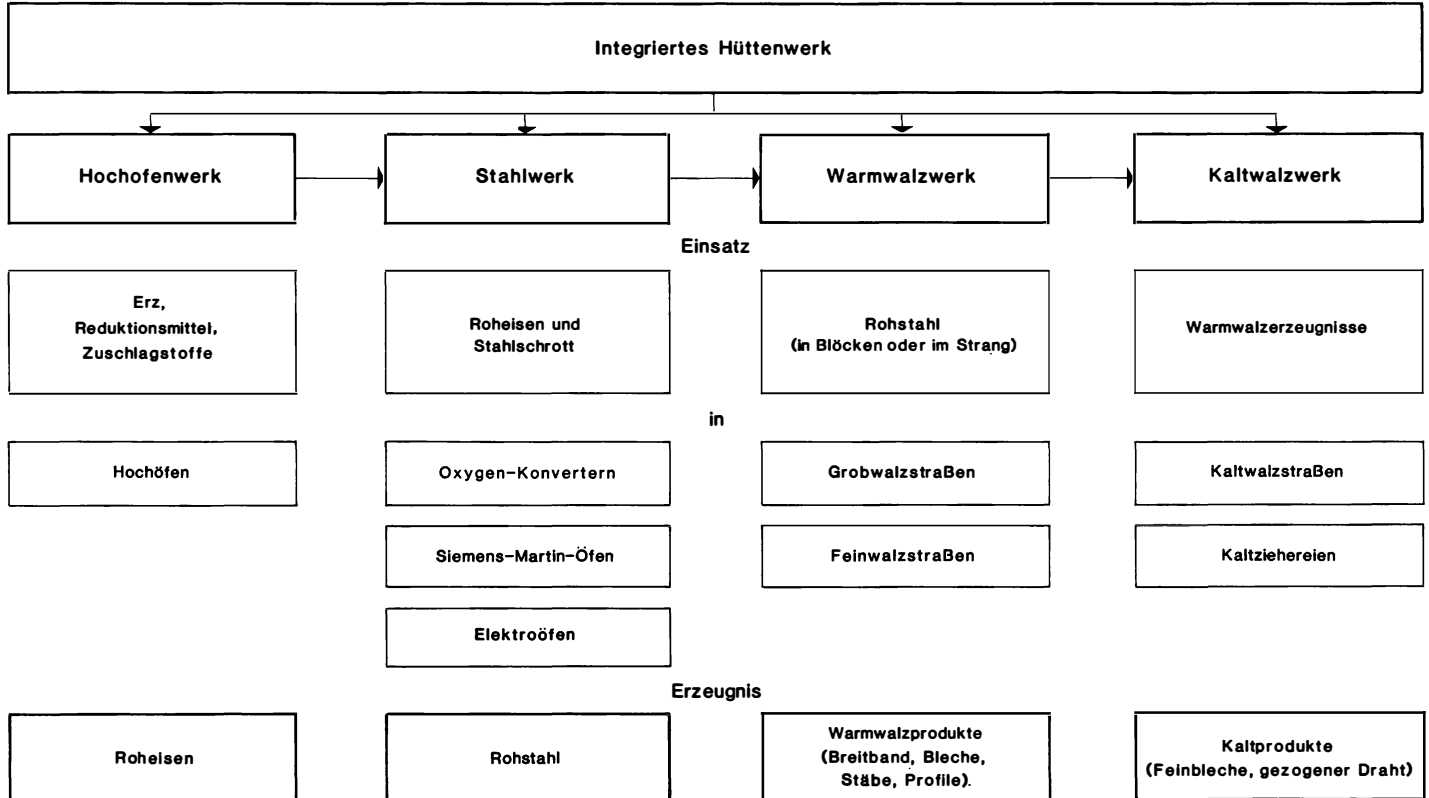 Integriertes Hüttenwerk
Hochofenwerk
Stahlwerk
Warmwalzwerk
Kaltwalzwerk
Einsatz
Erz,
Reduktionsmittel,
Zuschlagstoffe
Roheisen und
Stahlschrott
Rohstahl
(in Blöcken oder im Strang)
Warmwalzerzeugnisse
in
Hochöfen
Oxygen-Konvertern
Grobwalzstraßen
Kaltwalzstraßen
Siemens-Martin-Öfen
Feinwalzstraßen
Kaltziehereien
Elektroöfen
Erzeugnis
Roheisen
Rohstahl
Warmwalzprodukte
(Breitband, Bleche,
Stäbe, Profile).
Kaltprodukte
(Feinbleche, gezogener Draht)